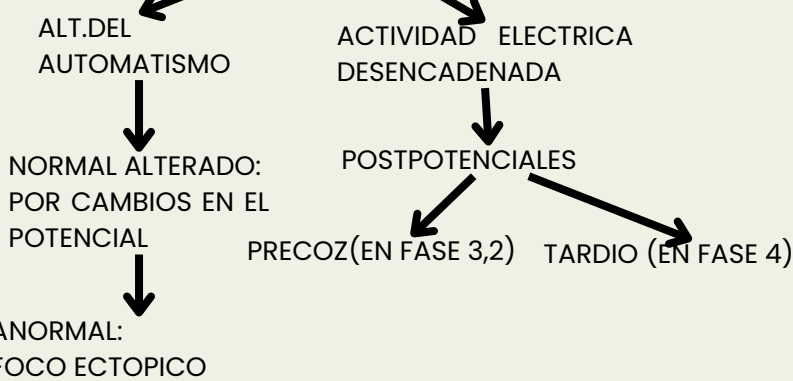 ALT.DEL
AUTOMATISMO
NORMAL ALTERADO:
POR CAMBIOS EN EL
POTENCIAL
ANORMAL:
FOCO ECTOPICO
ACTIVIDAD ELECTRICA
DESENCADENADA
POSTPOTENCIALES
PRECOZ(EN FASE 3,2)
TARDIO (EN FASE 4)